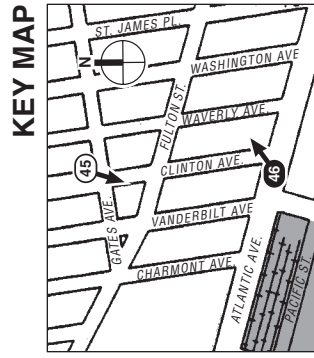 KEY MAP
ST. JAMES PL.
N
WASHINGTON AVE
FULTON ST.
WAVERLY AVE.
45
CLINTON AVE.
GATES AVE.
VANDERBILT AVE
46
CHARMONT AVE.
ATLANTIC AVE.
PACIFIC ST.